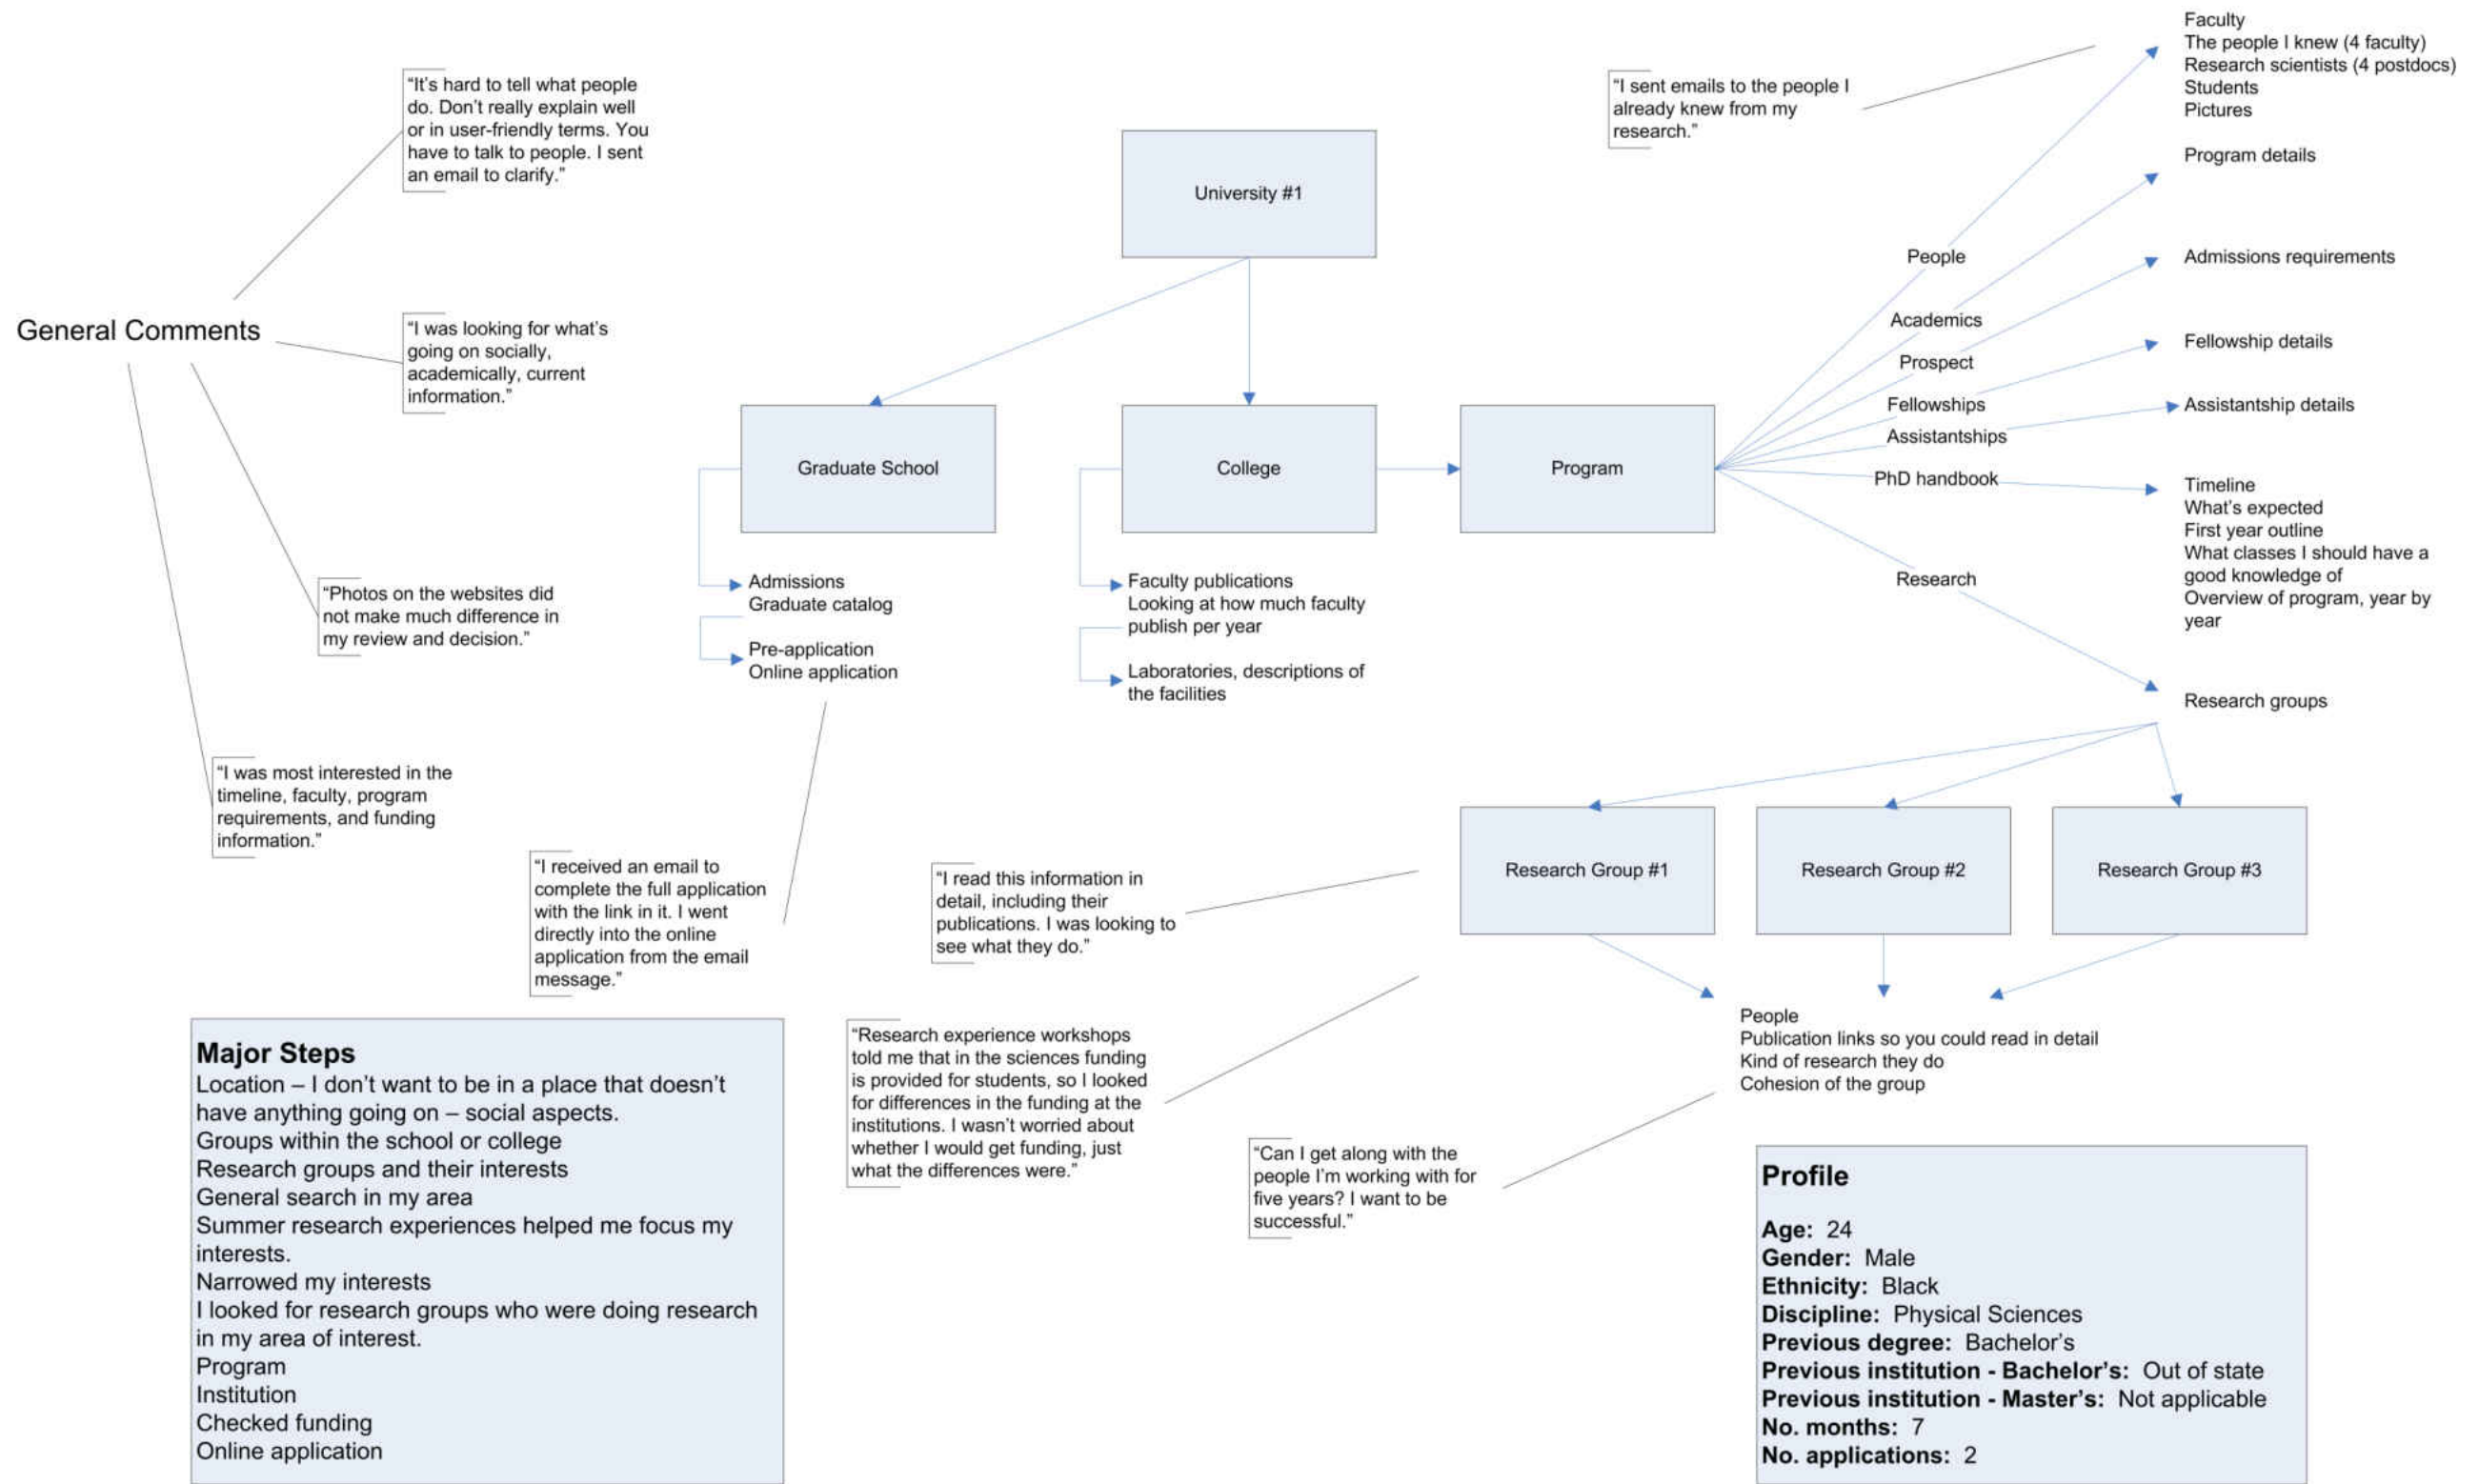 Faculty
The people I knew (4 faculty)
Research scientists (4 postdocs)
Students
Pictures
“It’s hard to tell what people
do. Don’t really explain well
or in user-friendly terms. You
have to talk to people. I sent
an email to clarify.”
“I sent emails to the people I
already knew from my
research.”
Program details
University #1
People
Admissions requirements
General Comments
“I was looking for what’s
going on socially,
academically, current
information.”
Academics
Fellowship details
Prospect
Fellowships
Assistantship details
Assistantships
Graduate School
College
Program
PhD handbook
Timeline
What’s expected
First year outline
What classes I should have a
good knowledge of
Overview of program, year by
year
Research
“Photos on the websites did
not make much difference in
my review and decision.”
Admissions
Graduate catalog
Pre-application
Online application
Faculty publications
Looking at how much faculty
publish per year
Laboratories, descriptions of
the facilities
Research groups
“I was most interested in the
timeline, faculty, program
requirements, and funding
information.”
“I received an email to
complete the full application
with the link in it. I went
directly into the online
application from the email
message.”
“I read this information in
detail, including their
publications. I was looking to
see what they do.”
Research Group #1
Research Group #2
Research Group #3
“Research experience workshops
told me that in the sciences funding
is provided for students, so I looked
for differences in the funding at the
institutions. I wasn’t worried about
whether I would get funding, just
what the differences were.”
People
Publication links so you could read in detail
Kind of research they do
Cohesion of the group
“Can I get along with the
people I’m working with for
five years? I want to be
successful.”
Major Steps
Location – I don’t want to be in a place that doesn’t
have anything going on – social aspects.
Groups within the school or college
Research groups and their interests
General search in my area
Summer research experiences helped me focus my
interests.
Narrowed my interests
I looked for research groups who were doing research
in my area of interest.
Program
Institution
Checked funding
Online application
Profile
Age: 24
Gender: Male
Ethnicity: Black
Discipline: Physical Sciences
Previous degree: Bachelor’s
Previous institution - Bachelor’s: Out of state
Previous institution - Master’s: Not applicable
No. months: 7
No. applications: 2